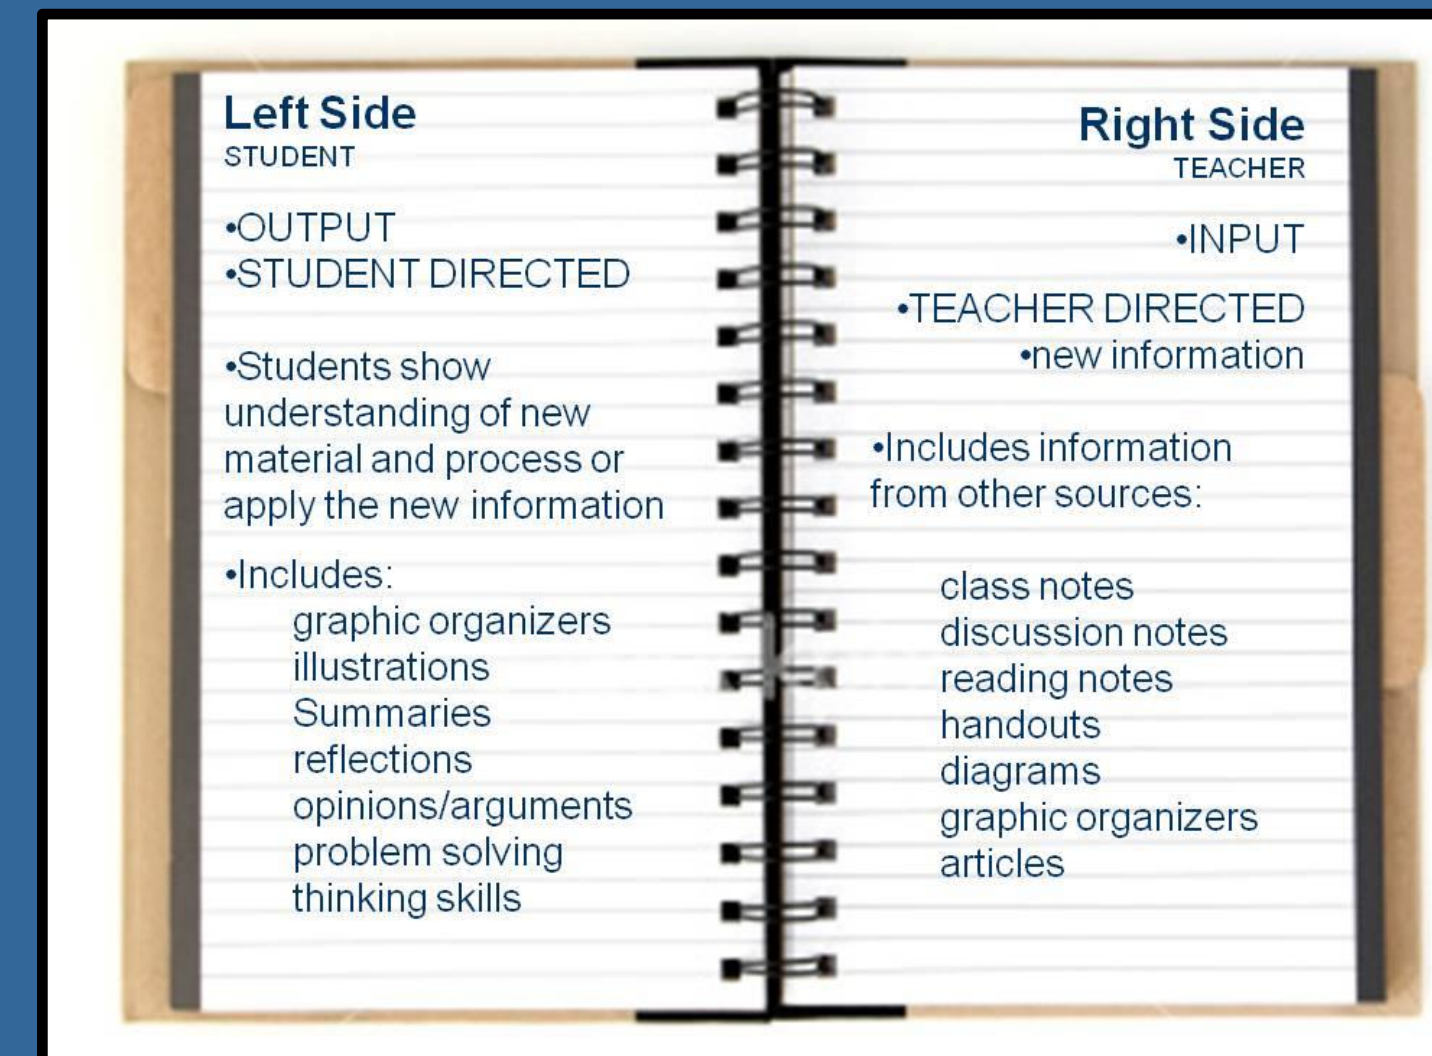 Left Side
STUDENT
•OUTPUT
•STUDENT DIRECTED
•Students show
understanding of new
material and process or
apply the new information
•Includes:
graphic organizers
illustrations
Summaries
reflections
opinions/arguments
problem solving
thinking skills
Right Side
TEACHER
•INPUT
•TEACHER DIRECTED
•new information
•Includes information
from other sources:
class notes
discussion notes
reading notes
handouts
diagrams
graphic organizers
articles